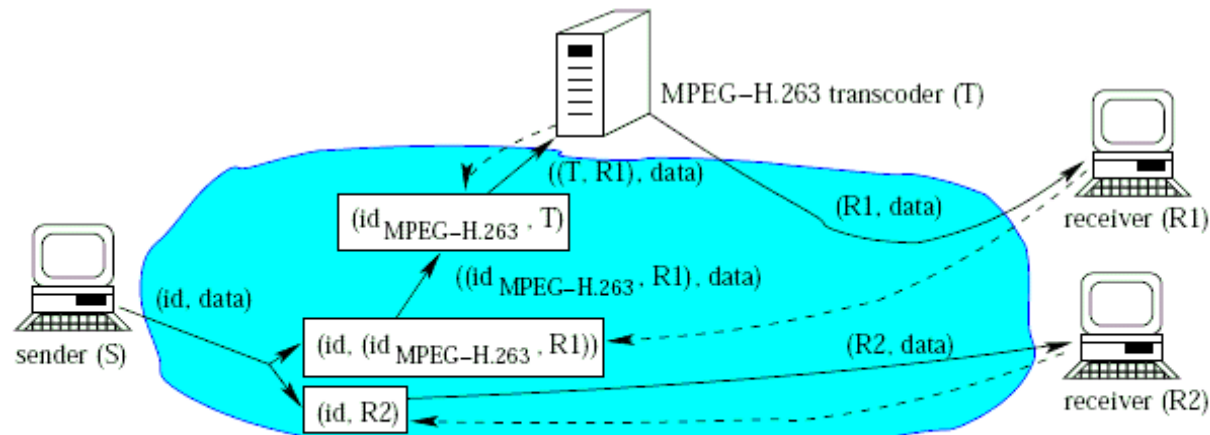 MPEG–H.263 transcoder (T)
((T, R1), data)
(R1, data)
receiver (R1)
(id MPEG–H.263 , T)
((id MPEG–H.263 , R1), data)
(id, data)
sender (S)
(id, (id MPEG–H.263 , R1))
(R2, data)
(id, R2)
receiver (R2)